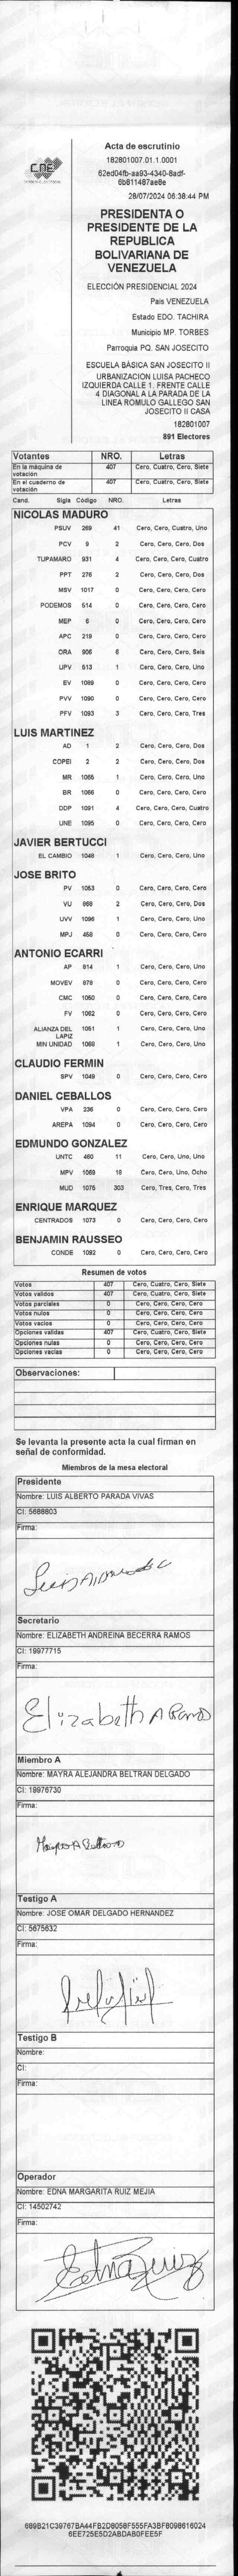 CNE
Acta de escrutinio
182801007.01.1.0001
62ed04fb-aa93-4340-8adf-
6b811487ae8e
28/07/2024 06:38:44 PM
PRESIDENTA O
PRESIDENTE DE LA
REPUBLICA
BOLIVARIANA DE
VENEZUELA
ELECCIÓN PRESIDENCIAL 2024
Pais VENEZUELA
Estado EDO. TACHIRA
Municipio MP. TORBES
Parroquia PQ. SAN JOSECITO
ESCUELA BÁSICA SAN JOSECITO II
URBANIZACION LUISA PACHECO
IZQUIERDA CALLE 1. FRENTE CALLE
4 DIAGONAL A LA PARADA DE LA
LINEA ROMULO GALLEGO SAN
JOSECITO II CASA
182801007
891 Electores
Votantes NRO. Letras
En la máquina de votación 407 Cero, Cuatro, Cero, Siete
En el cuaderno de votación 407 Cero, Cuatro, Cero, Siete
Cand. Sigla Código NRO. Letras
NICOLAS MADURO
PSUV 269 41 Cero, Cero, Cuatro, Uno
PCV 9 2 Cero, Cero, Cero, Dos
TUPAMARO 931 4 Cero, Cero, Cero, Cuatro
PPT 276 2 Cero, Cero, Cero, Dos
MSV 1017 0 Cero, Cero, Cero, Cero
PODEMOS 514 0 Cero, Cero, Cero, Cero
MEP 6 0 Cero, Cero, Cero, Cero
APC 219 0 Cero, Cero, Cero, Cero
ORA 906 6 Cero, Cero, Cero, Seis
UPV 513 1 Cero, Cero, Cero, Uno
EV 1089 0 Cero, Cero, Cero, Cero
PVV 1090 0 Cero, Cero, Cero, Cero
PFV 1093 3 Cero, Cero, Cero, Tres
LUIS MARTINEZ
AD 1 2 Cero, Cero, Cero, Dos
COPEI 2 2 Cero, Cero, Cero, Dos
MR 1065 1 Cero, Cero, Cero, Uno
BR 1066 0 Cero, Cero, Cero, Cero
DDP 1091 4 Cero, Cero, Cero, Cuatro
UNE 1095 0 Cero, Cero, Cero, Cero
JAVIER BERTUCCI
EL CAMBIO 1048 1 Cero, Cero, Cero, Uno
JOSE BRITO
PV 1053 0 Cero, Cero, Cero, Cero
VU 868 2 Cero, Cero, Cero, Dos
UVV 1096 1 Cero, Cero, Cero, Uno
MPJ 458 0 Cero, Cero, Cero, Cero
ANTONIO ECARRI
AP 814 1 Cero, Cero, Cero, Uno
MOVEV 878 0 Cero, Cero, Cero, Cero
CMC 1050 0 Cero, Cero, Cero, Cero
FV 1062 0 Cero, Cero, Cero, Cero
ALIANZA DEL LAPIZ 1051 1 Cero, Cero, Cero, Uno
MIN UNIDAD 1068 1 Cero, Cero, Cero, Uno
CLAUDIO FERMIN
SPV 1049 0 Cero, Cero, Cero, Cero
DANIEL CEBALLOS
VPA 236 0 Cero, Cero, Cero, Cero
AREPA 1094 0 Cero, Cero, Cero, Cero
EDMUNDO GONZALEZ
UNTC 460 11 Cero, Cero, Uno, Uno
MPV 1069 18 Cero, Cero, Uno, Ocho
MUD 1075 303 Cero, Tres, Cero, Tres
ENRIQUE MARQUEZ
CENTRADOS 1073 0 Cero, Cero, Cero, Cero
BENJAMIN RAUSSEO
CONDE 1092 0 Cero, Cero, Cero, Cero
Resumen de votos
Votos 407 Cero, Cuatro, Cero, Siete
Votos validos 407 Cero, Cuatro, Cero, Siete
Votos parciales 0 Cero, Cero, Cero, Cero
Votos nulos 0 Cero, Cero, Cero, Cero
Votos vacios 0 Cero, Cero, Cero, Cero
Opciones validas 407 Cero, Cuatro, Cero, Siete
Opciones nulas 0 Cero, Cero, Cero, Cero
Opciones vacias 0 Cero, Cero, Cero, Cero
Observaciones:
Se levanta la presente acta la cual firman en
señal de conformidad.
Miembros de la mesa electoral
Presidente
Nombre: LUIS ALBERTO PARADA VIVAS
CI: 5688803
Firma:
Secretario
Nombre: ELIZABETH ANDREINA BECERRA RAMOS
CI: 19977715
Firma:
Elizabeth A Ramos
Miembro A
Nombre: MAYRA ALEJANDRA BELTRAN DELGADO
CI: 19976730
Firma:
Testigo A
Nombre: JOSE OMAR DELGADO HERNANDEZ
CI: 5675632
Firma:
Testigo B
Nombre:
CI:
Firma:
Operador
Nombre: EDNA MARGARITA RUIZ MEJIA
CI: 14502742
Firma:
Edna Ruiz
689B21C39767BA44FB2D8058F555FA3BF8098616024
6EE725E5D2ABDAB0FEE5F